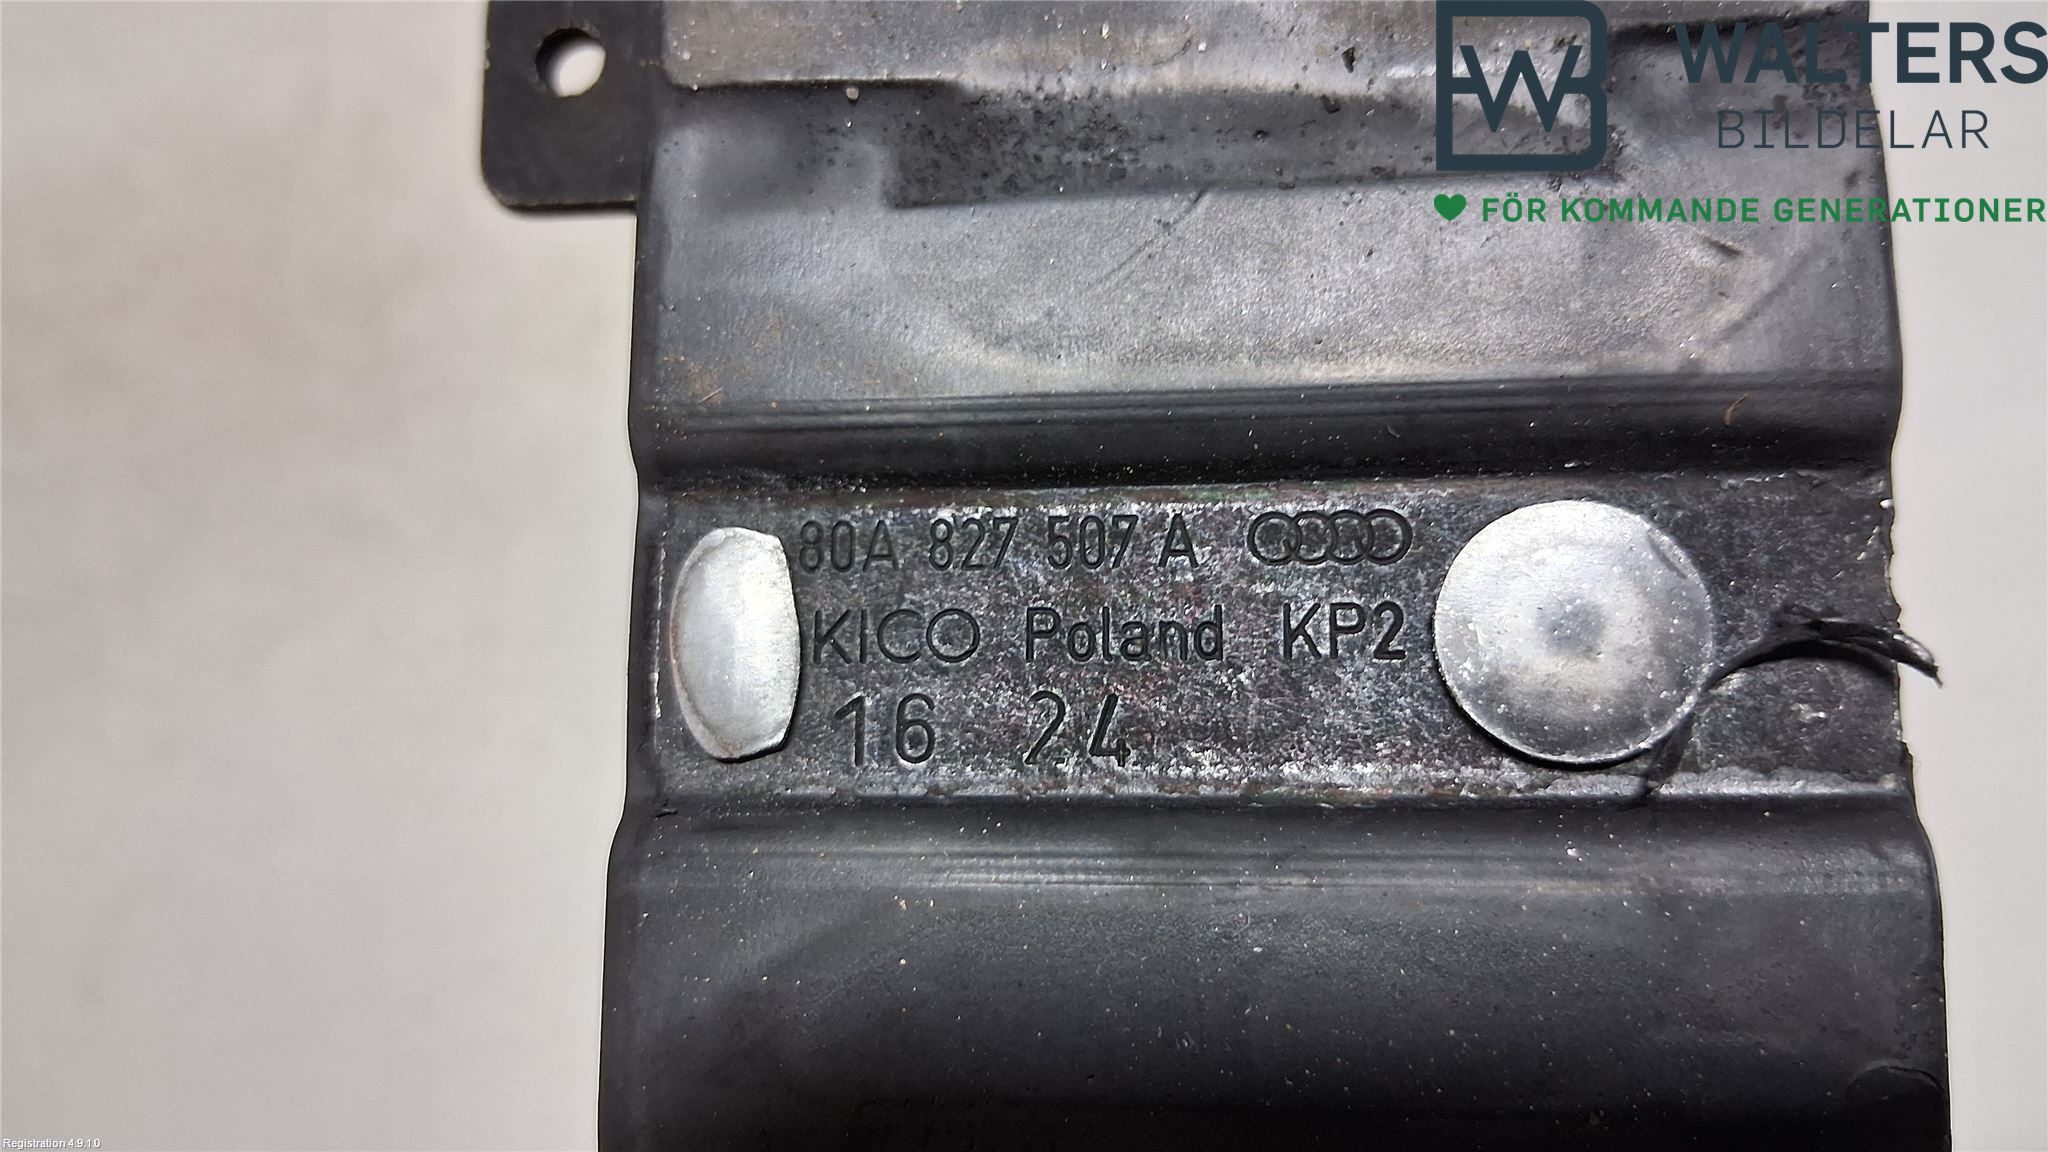 WALTERS
BILDELAR
FÖR KOMMANDE GENERATIONER
80A 827 507 A
KICO Poland KP2
16 24
Registration 4.9.1.0